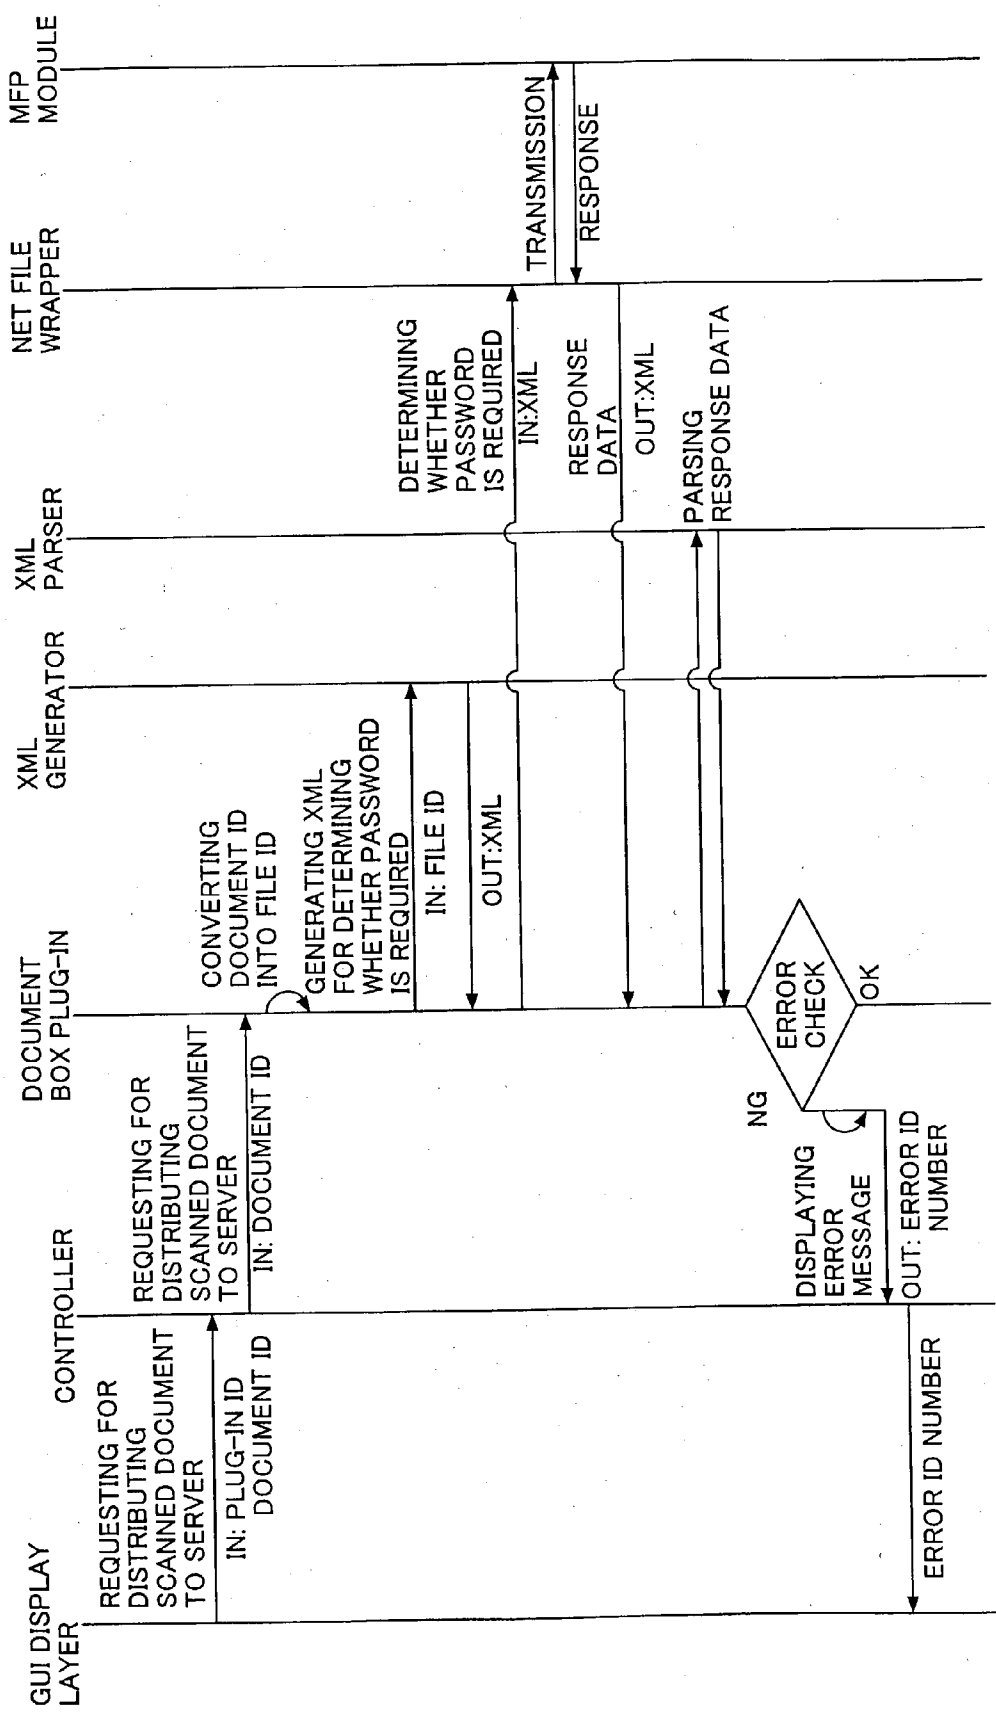 GUI DISPLAY
LAYER
CONTROLLER
DOCUMENT
BOX PLUG-IN
XML
GENERATOR
XML
PARSER
NET FILE
WRAPPER
MFP
MODULE
REQUESTING FOR
DISTRIBUTING
SCANNED DOCUMENT
TO SERVER
IN: PLUG-IN ID
DOCUMENT ID
REQUESTING FOR
DISTRIBUTING
SCANNED DOCUMENT
TO SERVER
IN: DOCUMENT ID
CONVERTING
DOCUMENT ID
INTO FILE ID
GENERATING XML
FOR DETERMINING
WHETHER PASSWORD
IS REQUIRED
IN: FILE ID
OUT:XML
DETERMINING
WHETHER
PASSWORD
IS REQUIRED
IN:XML
TRANSMISSION
RESPONSE
RESPONSE
DATA
OUT:XML
PARSING
RESPONSE DATA
ERROR
CHECK
OK
NG
DISPLAYING
ERROR
MESSAGE
OUT: ERROR ID
NUMBER
ERROR ID NUMBER